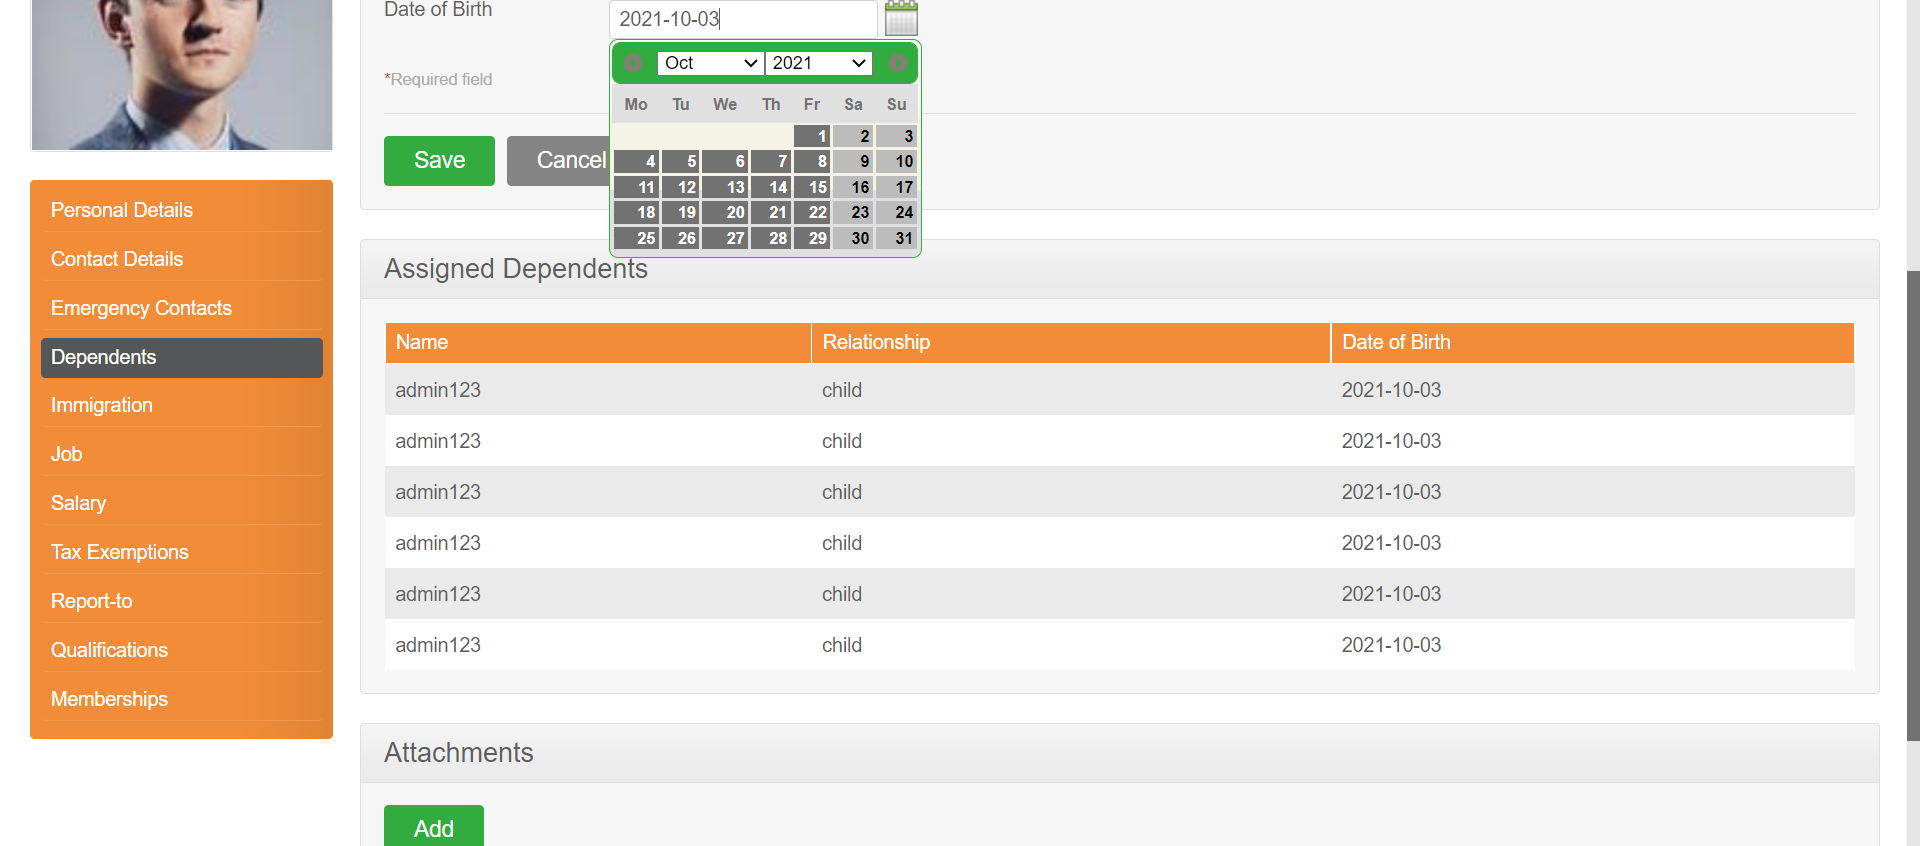 Date of Birth
2021-10-03
Oct 2021
*Required field
Mo Tu We Th Fr Sa Su
1 2 3
4 5 6 7 8 9 10
11 12 13 14 15 16 17
18 19 20 21 22 23 24
25 26 27 28 29 30 31
Save Cancel
Personal Details
Contact Details
Emergency Contacts
Dependents
Immigration
Job
Salary
Tax Exemptions
Report-to
Qualifications
Memberships
Assigned Dependents
Name Relationship Date of Birth
admin123 child 2021-10-03
admin123 child 2021-10-03
admin123 child 2021-10-03
admin123 child 2021-10-03
admin123 child 2021-10-03
admin123 child 2021-10-03
Attachments
Add